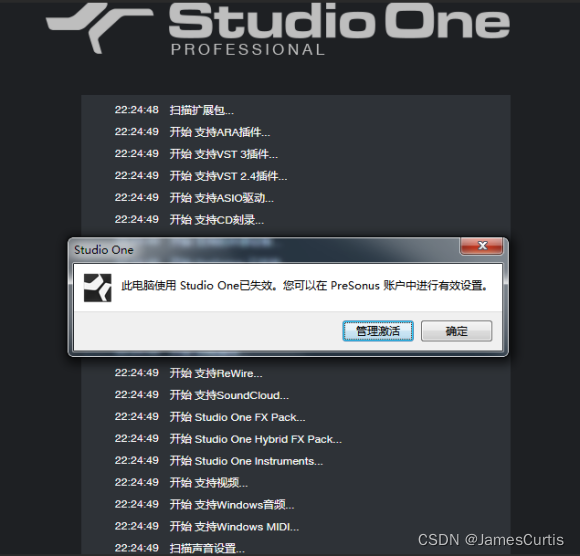 Studio One
PROFESSIONAL
22:24:48 扫描扩展包...
22:24:49 开始 支持ARA插件...
22:24:49 开始 支持VST 3插件...
22:24:49 开始 支持VST 2.4插件...
22:24:49 开始 支持ASIO驱动...
22:24:49 开始 支持CD刻录...
Studio One
此电脑使用 Studio One已失效。您可以在 PreSonus 账户中进行有效设置。
管理激活 确定
22:24:49 开始 支持ReWire...
22:24:49 开始 支持SoundCloud...
22:24:49 开始 Studio One FX Pack...
22:24:49 开始 Studio One Hybrid FX Pack...
22:24:49 开始 Studio One Instruments...
22:24:49 开始 支持视频...
22:24:49 开始 支持Windows音频...
22:24:49 开始 支持Windows MIDI...
22:24:49 扫描声音设置...
CSDN @JamesCurtis